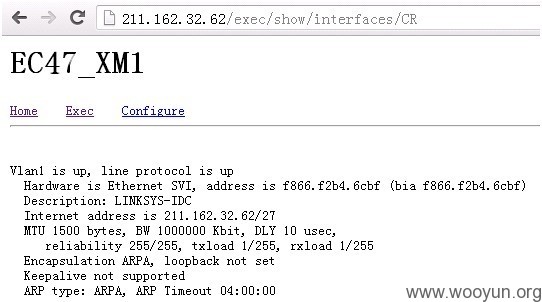 211.162.32.62/exec/show/interfaces/CR
EC47_XM1
Home Exec Configure
Vlan1 is up, line protocol is up
Hardware is Ethernet SVI, address is f866.f2b4.6cbf (bia f866.f2b4.6cbf)
Description: LINKSYS-IDC
Internet address is 211.162.32.62/27
MTU 1500 bytes, BW 1000000 Kbit, DLY 10 usec,
reliability 255/255, txload 1/255, rxload 1/255
Encapsulation ARPA, loopback not set
Keepalive not supported
ARP type: ARPA, ARP Timeout 04:00:00
www.wooyun.org